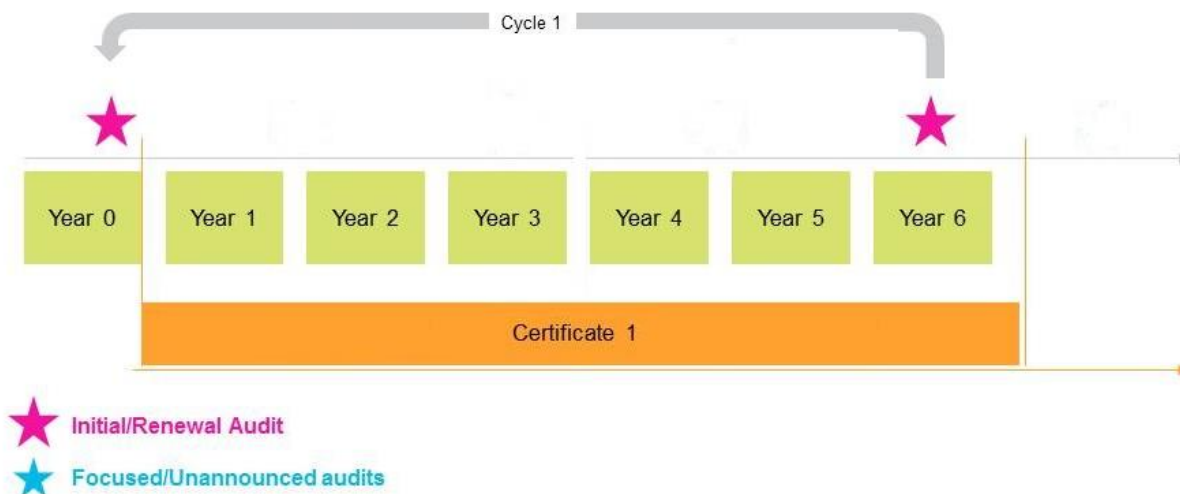 Cycle 1
Year 0 Year 1 Year 2 Year 3 Year 4 Year 5 Year 6
Certificate 1
Initial/Renewal Audit
Focused/Unannounced audits